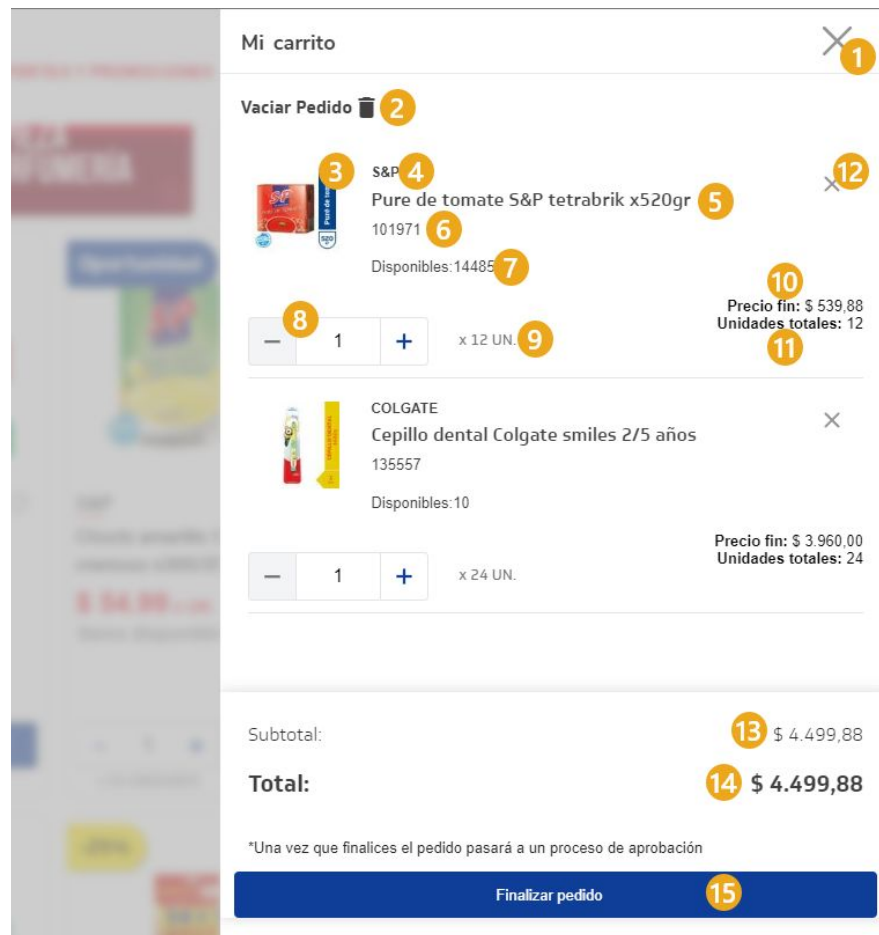 Mi carrito
1
Vaciar Pedido 2
3 S&P 4 12
Pure de tomate S&P tetrabrik x520gr 5
101971 6
Disponibles:14485 7
10
Precio fin: $ 539,88
Unidades totales: 12
11
8
− 1 + x 12 UN. 9
COLGATE
Cepillo dental Colgate smiles 2/5 años
135557
Disponibles:10
Precio fin: $ 3.960,00
Unidades totales: 24
− 1 + x 24 UN.
Subtotal: 13 $ 4.499,88
Total: 14 $ 4.499,88
*Una vez que finalices el pedido pasará a un proceso de aprobación
Finalizar pedido 15